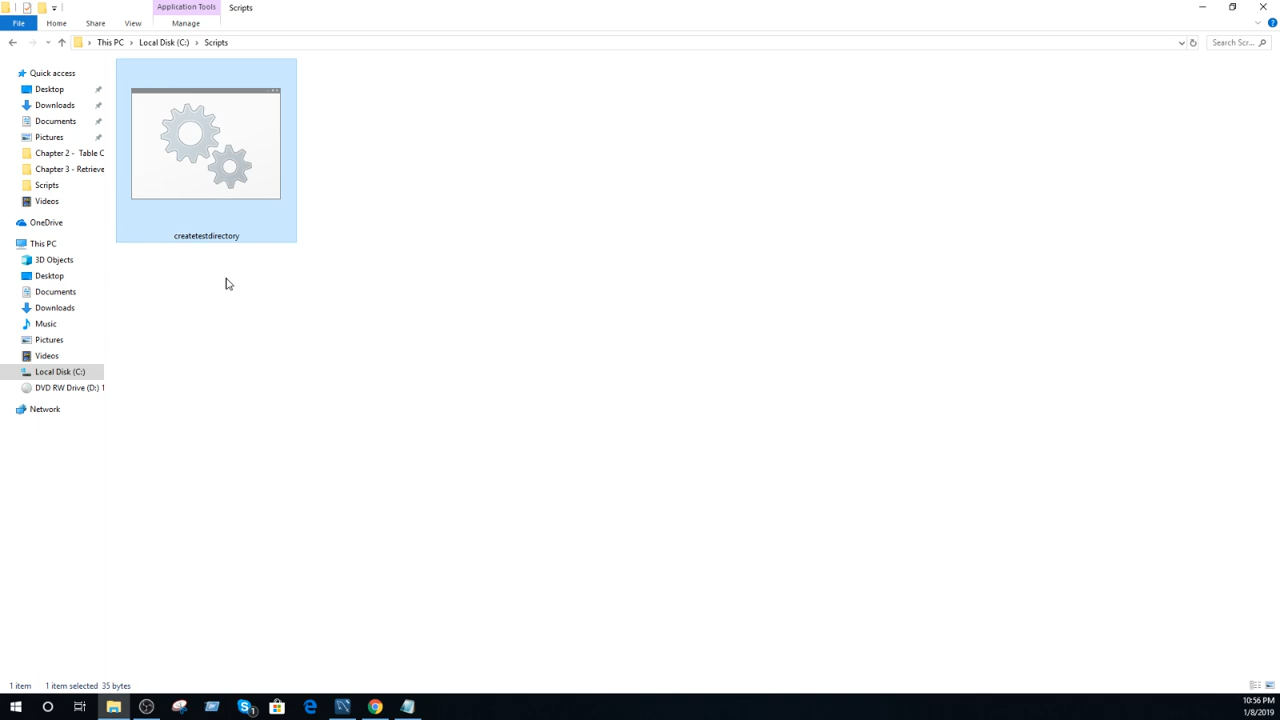 Application Tools Scripts
File Home Share View Manage
This PC Local Disk (C:) Scripts Search Scr...
Quick access
Desktop
Downloads
Documents
Pictures
Chapter 2 - Table C
Chapter 3 - Retrieve
Scripts
Videos
OneDrive
This PC
3D Objects
Desktop
Documents
Downloads
Music
Pictures
Videos
Local Disk (C:)
DVD RW Drive (D:) 1
Network
createtestdirectory
1 item 1 item selected 35 bytes
10:56 PM
1/8/2019